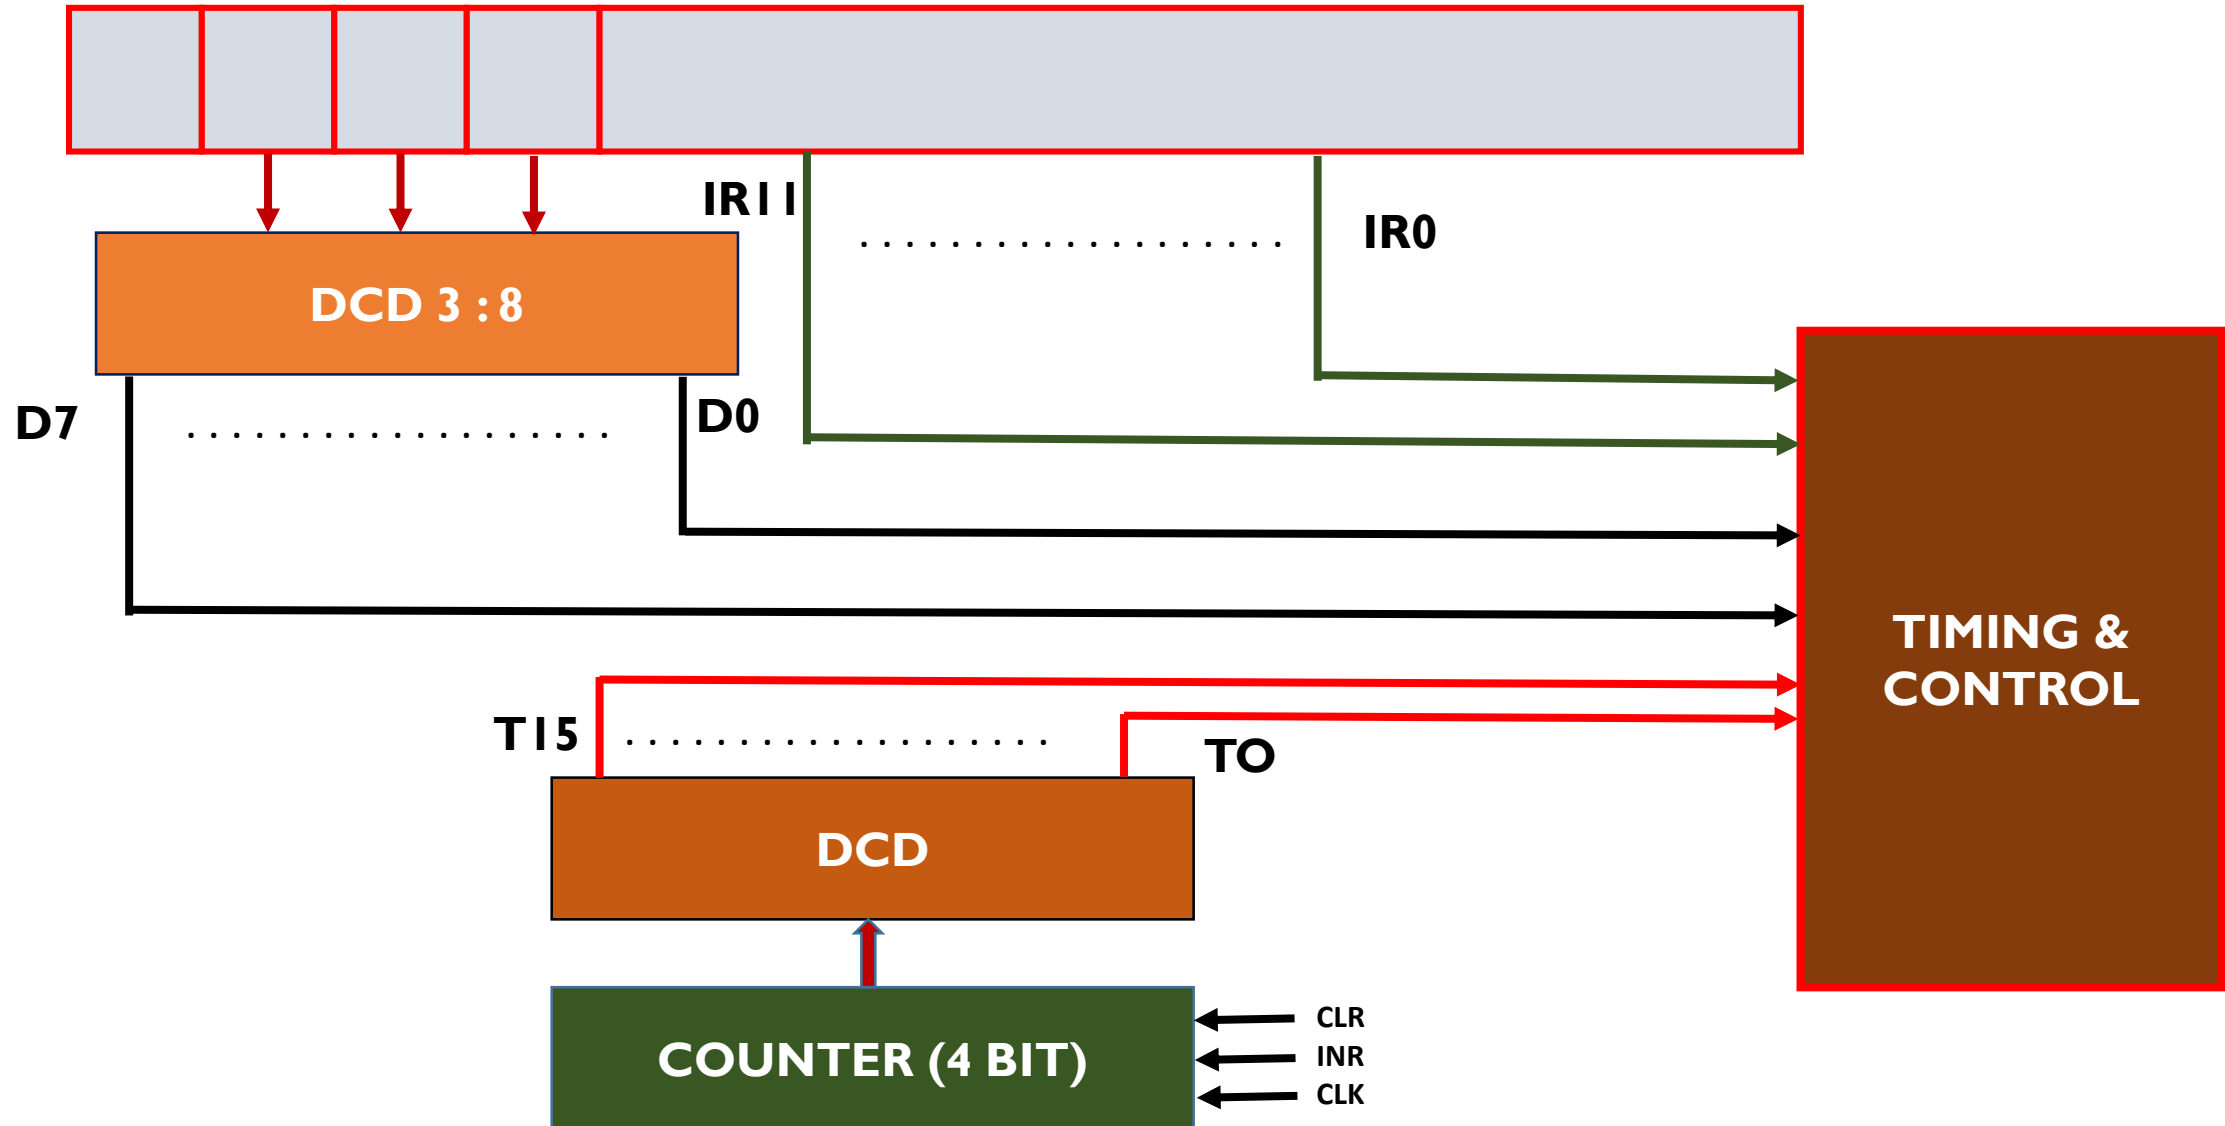 IR11
IR0
DCD 3 : 8
D7
D0
TIMING &
CONTROL
T15
TO
DCD
CLR
INR
CLK
COUNTER (4 BIT)